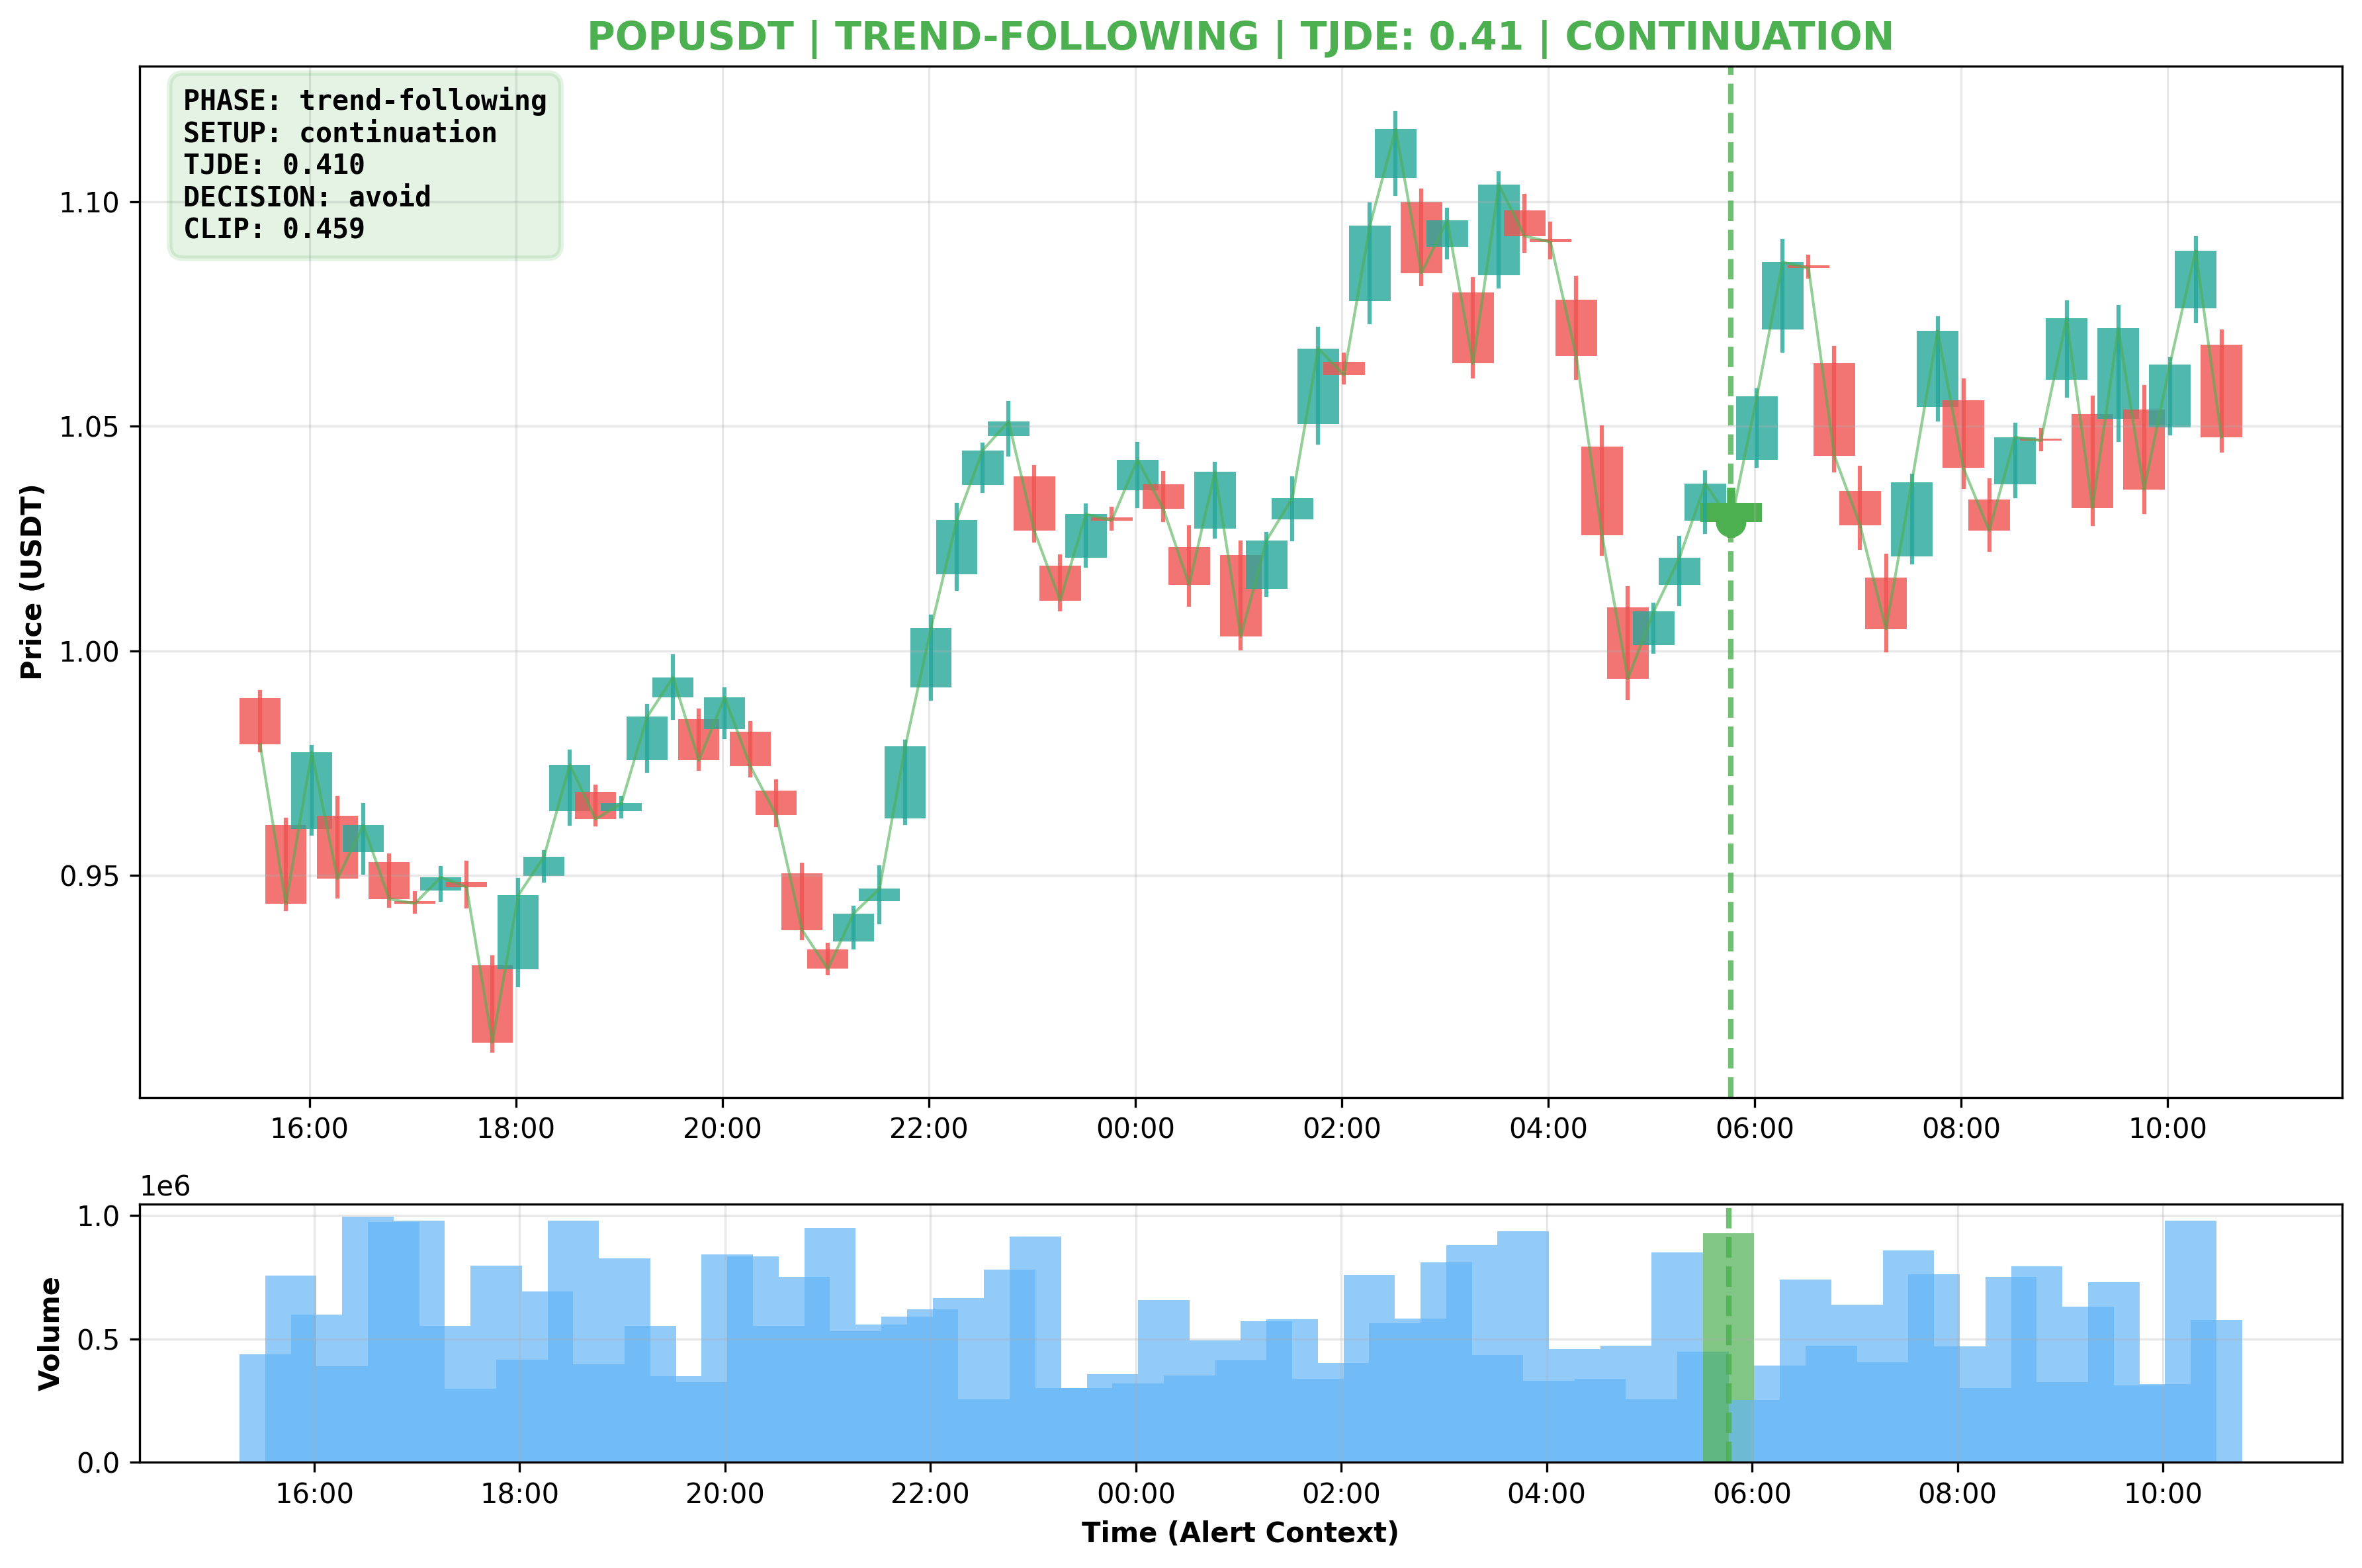 POPUSDT | TREND-FOLLOWING | TJDE: 0.41 | CONTINUATION
PHASE: trend-following
SETUP: continuation
TJDE: 0.410
DECISION: avoid
CLIP: 0.459
Price (USDT)
1.10
1.05
1.00
0.95
16:00 18:00 20:00 22:00 00:00 02:00 04:00 06:00 08:00 10:00
1e6
Volume
1.0
0.5
0.0
16:00 18:00 20:00 22:00 00:00 02:00 04:00 06:00 08:00 10:00
Time (Alert Context)